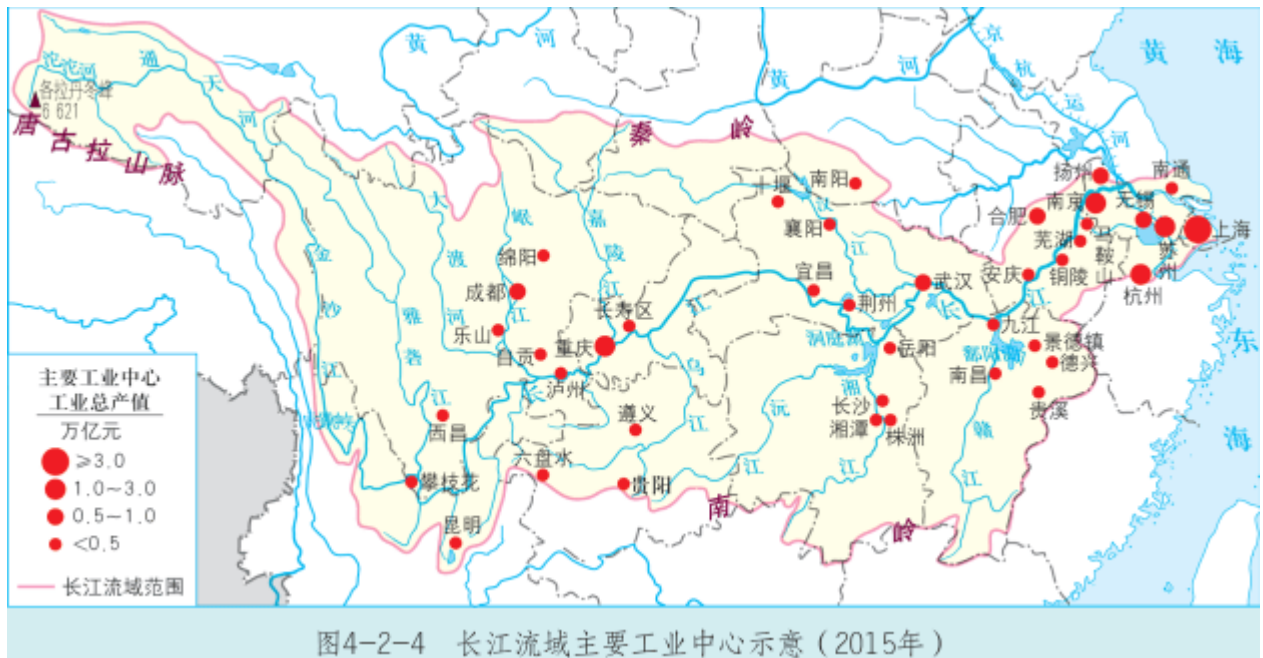 黄河
黄河
京杭运河
黄海
沱沱河
通天河
各拉丹冬峰
6 621
唐古拉山脉
秦岭
扬州
南通
南阳
十堰
汉江
合肥
南京
无锡
襄阳
大渡河
岷江
嘉陵江
上海
芜湖
马鞍山
苏州
金沙江
绵阳
铜陵
安庆
杭州
宜昌
武汉
成都
雅砻江
荆州
长江
长寿区
江
九江
东海
乐山
重庆
洞庭湖
岳阳
鄱阳湖
景德镇
自贡
乌江
德兴
南昌
泸州
长
湘江
贵溪
长沙
沅江
西昌
遵义
湘潭
株洲
赣江
虎跳峡
六盘水
攀枝花
贵阳
南岭
昆明
主要工业中心
工业总产值
万亿元
≥3.0
1.0~3.0
0.5~1.0
<0.5
长江流域范围
图4-2-4 长江流域主要工业中心示意(2015年)